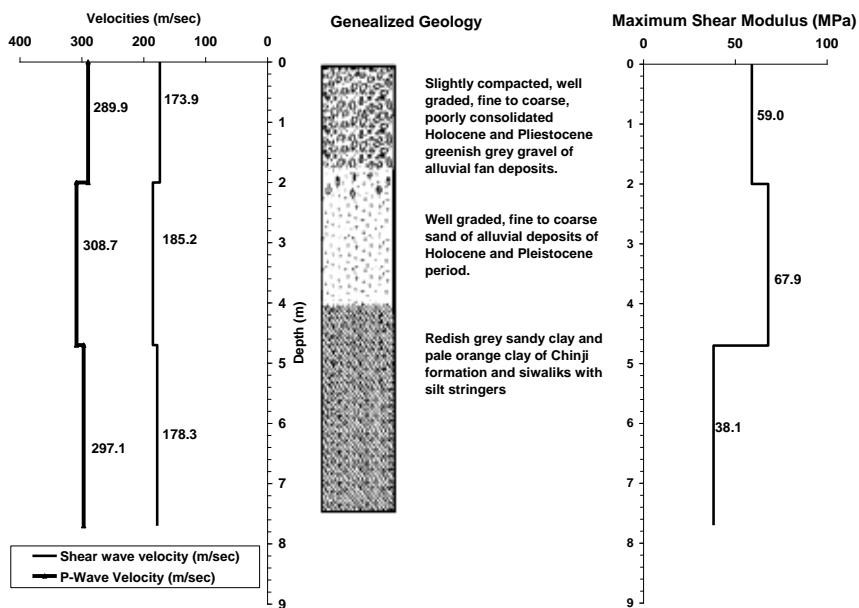 Velocities (m/sec)
400 300 200 100 0
289.9
173.9
308.7
185.2
297.1
178.3
0
1
2
3
4
5
6
7
8
9
Depth (m)
Shear wave velocity (m/sec)
P-Wave Velocity (m/sec)
Genealized Geology
Slightly compacted, well
graded, fine to coarse,
poorly consolidated
Holocene and Pliestocene
greenish grey gravel of
alluvial fan deposits.
Well graded, fine to coarse
sand of alluvial deposits of
Holocene and Pleistocene
period.
Redish grey sandy clay and
pale orange clay of Chinji
formation and siwaliks with
silt stringers
Maximum Shear Modulus (MPa)
0 50 100
0
1
2
3
4
5
6
7
8
9
59.0
67.9
38.1